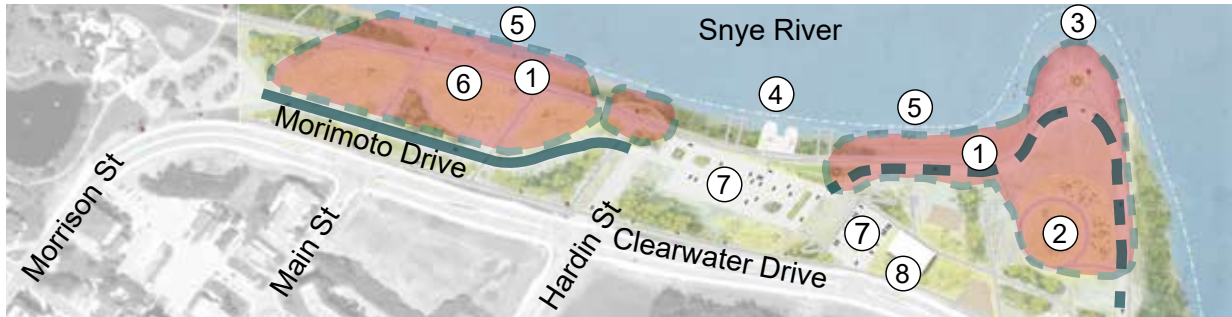 3
5
Snye River
6
1
4
5
Morimoto Drive
1
7
Morrison St
Main St
Hardin St
7
2
Clearwater Drive
8